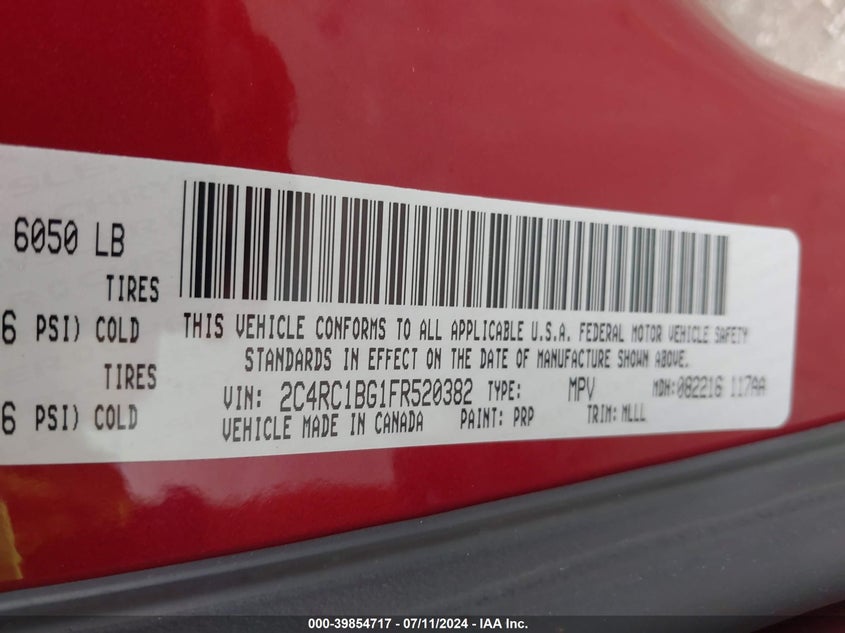 6050 LB
TIRES
6 PSI) COLD
TIRES
6 PSI) COLD
THIS VEHICLE CONFORMS TO ALL APPLICABLE U.S.A. FEDERAL MOTOR VEHICLE SAFETY
STANDARDS IN EFFECT ON THE DATE OF MANUFACTURE SHOWN ABOVE.
VIN: 2C4RC1BG1FR520382 TYPE: MPV MDH: 082216 117AA
VEHICLE MADE IN CANADA PAINT: PRP TRIM: MLLL
000-39854717 - 07/11/2024 - IAA Inc.